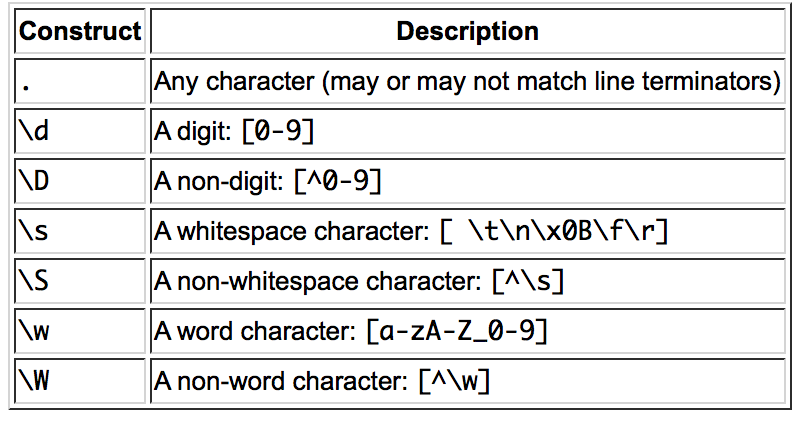 Construct Description
. Any character (may or may not match line terminators)
\d A digit: [0-9]
\D A non-digit: [^0-9]
\s A whitespace character: [ \t\n\x0B\f\r]
\S A non-whitespace character: [^\s]
\w A word character: [a-zA-Z_0-9]
\W A non-word character: [^\w]